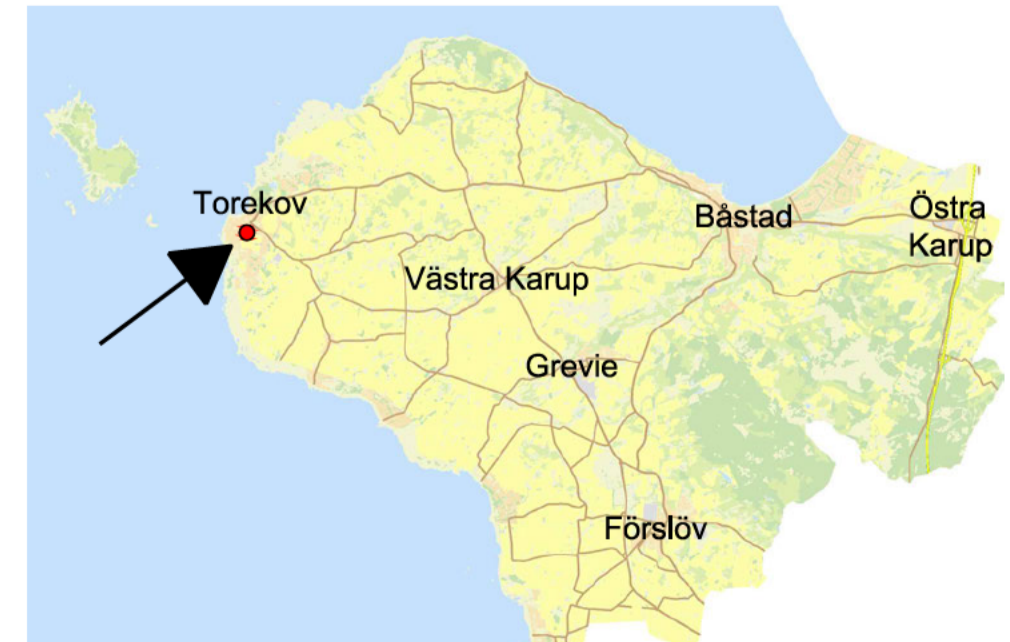 Torekov
Båstad
Östra
Karup
Västra Karup
Grevie
Förslöv